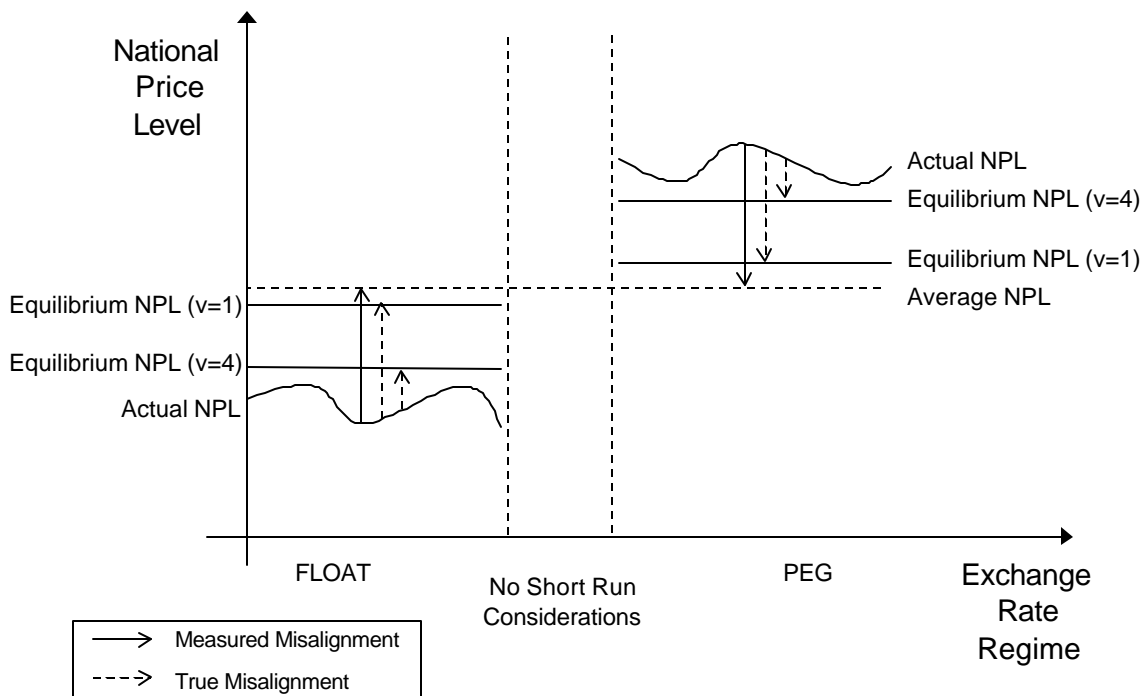 National
Price
Level
Actual NPL
Equilibrium NPL (v=4)
Equilibrium NPL (v=1)
Average NPL
Equilibrium NPL (v=1)
Equilibrium NPL (v=4)
Actual NPL
FLOAT
No Short Run
Considerations
PEG
Exchange
Rate
Regime
Measured Misalignment
True Misalignment